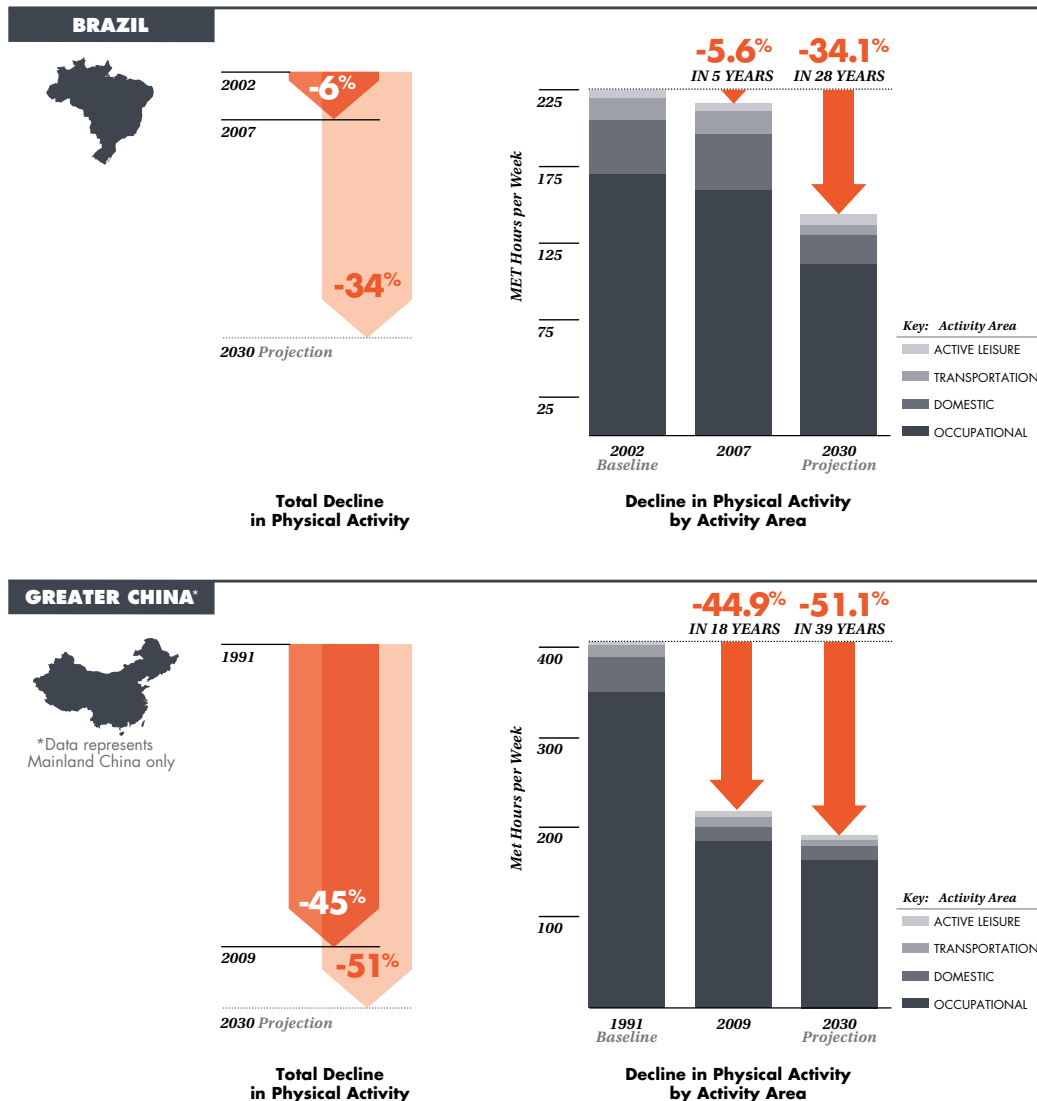 BRAZIL
2002
-6%
2007
-34%
2030 Projection
Total Decline
in Physical Activity
-5.6%
IN 5 YEARS
-34.1%
IN 28 YEARS
MET Hours per Week
225
175
125
75
25
2002
Baseline
2007
2030
Projection
Key: Activity Area
ACTIVE LEISURE
TRANSPORTATION
DOMESTIC
OCCUPATIONAL
Decline in Physical Activity
by Activity Area
GREATER CHINA*
*Data represents
Mainland China only
1991
-45%
2009
-51%
2030 Projection
Total Decline
in Physical Activity
-44.9%
IN 18 YEARS
-51.1%
IN 39 YEARS
Met Hours per Week
400
300
200
100
1991
Baseline
2009
2030
Projection
Key: Activity Area
ACTIVE LEISURE
TRANSPORTATION
DOMESTIC
OCCUPATIONAL
Decline in Physical Activity
by Activity Area